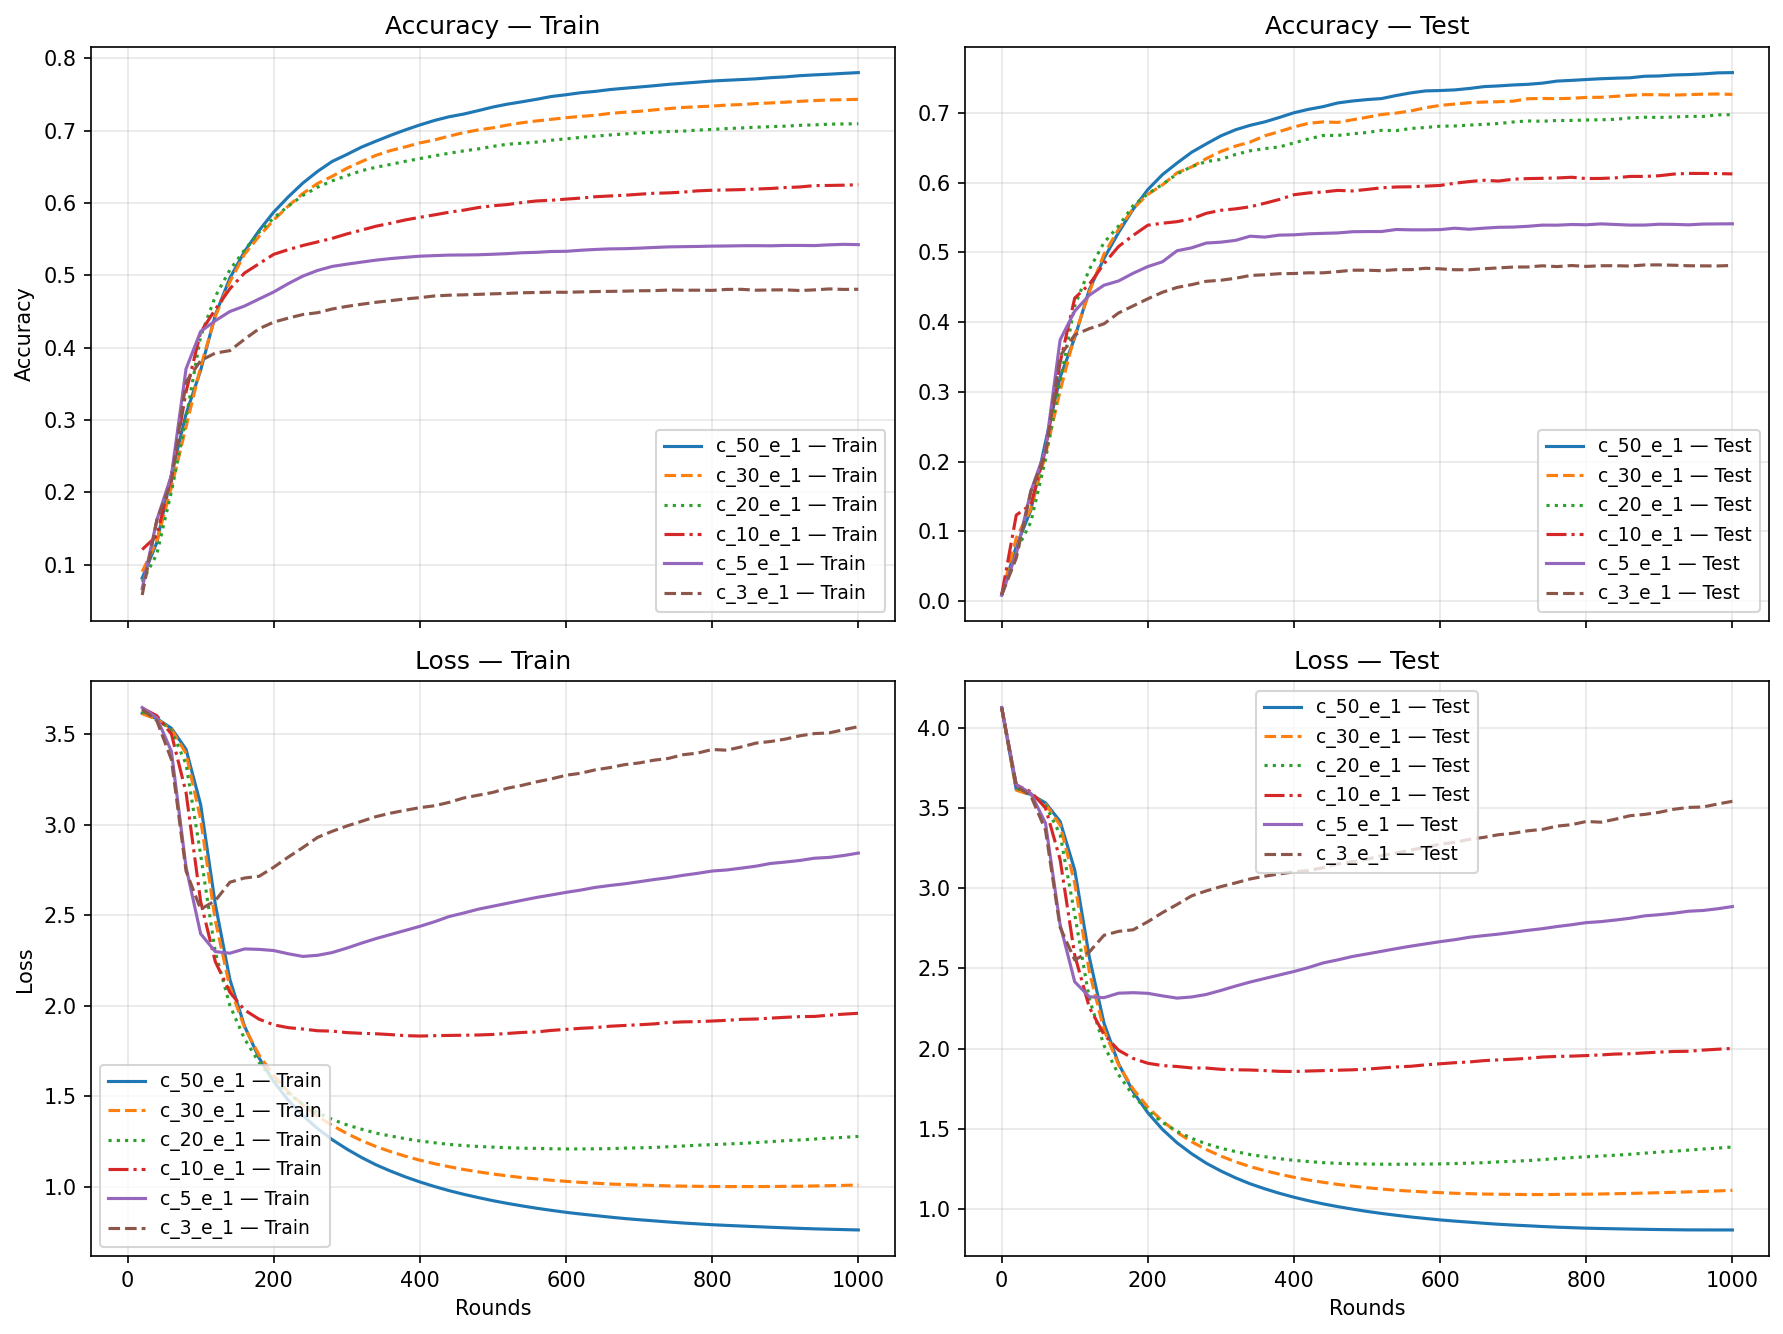 Accuracy — Train
Accuracy
0.8
0.7
0.6
0.5
0.4
0.3
0.2
0.1
c_50_e_1 — Train
c_30_e_1 — Train
c_20_e_1 — Train
c_10_e_1 — Train
c_5_e_1 — Train
c_3_e_1 — Train
Accuracy — Test
0.7
0.6
0.5
0.4
0.3
0.2
0.1
0.0
c_50_e_1 — Test
c_30_e_1 — Test
c_20_e_1 — Test
c_10_e_1 — Test
c_5_e_1 — Test
c_3_e_1 — Test
Loss — Train
Loss
3.5
3.0
2.5
2.0
1.5
1.0
c_50_e_1 — Train
c_30_e_1 — Train
c_20_e_1 — Train
c_10_e_1 — Train
c_5_e_1 — Train
c_3_e_1 — Train
0 200 400 600 800 1000
Rounds
Loss — Test
4.0
3.5
3.0
2.5
2.0
1.5
1.0
c_50_e_1 — Test
c_30_e_1 — Test
c_20_e_1 — Test
c_10_e_1 — Test
c_5_e_1 — Test
c_3_e_1 — Test
0 200 400 600 800 1000
Rounds